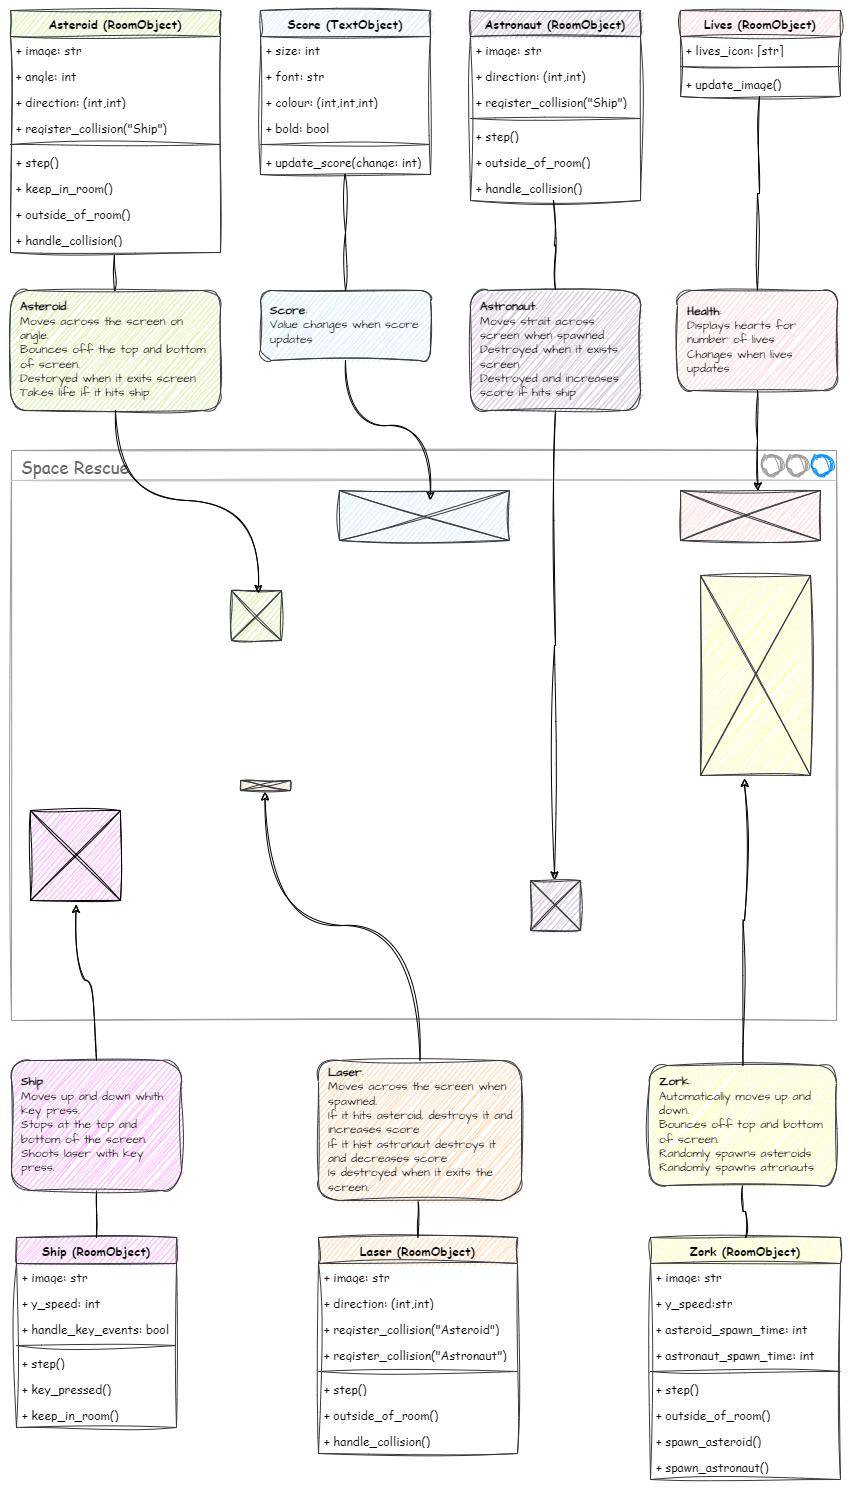 Asteroid (RoomObject)
+ image: str
+ angle: int
+ direction: (int,int)
+ register_collision("Ship")
+ step()
+ keep_in_room()
+ outside_of_room()
+ handle_collision()
Score (TextObject)
+ size: int
+ font: str
+ colour: (int,int,int)
+ bold: bool
+ update_score(change: int)
Astronaut (RoomObject)
+ image: str
+ direction: (int,int)
+ register_collision("Ship")
+ step()
+ outside_of_room()
+ handle_collision()
Lives (RoomObject)
+ lives_icon: [str]
+ update_image()
Asteroid:
Moves across the screen on
angle.
Bounces off the top and bottom
of screen.
Destoryed when it exits screen
Takes life if it hits ship
Score:
Value changes when score
updates
Astronaut:
Moves strait across
screen when spawned
Destroyed when it exists
screen
Destroyed and increases
score if hits ship
Health:
Displays hearts for
number of lives
Changes when lives
updates
Space Rescue
Ship
Moves up and down whith
key press.
Stops at the top and
bottom of the screen.
Shoots laser with key
press.
Laser:
Moves across the screen when
spawned.
If it hits asteroid, destroys it and
increases score
If it hist astronaut destroys it
and decreases score
is destroyed when it exits the
screen.
Zork:
Automatically moves up and
down.
Bounces off top and bottom
of screen.
Randomly spawns asteroids
Randomly spawns atronauts
Ship (RoomObject)
+ image: str
+ y_speed: int
+ handle_key_events: bool
+ step()
+ key_pressed()
+ keep_in_room()
Laser (RoomObject)
+ image: str
+ direction: (int,int)
+ register_collision("Asteroid")
+ register_collision("Astronaut")
+ step()
+ outside_of_room()
+ handle_collision()
Zork (RoomObject)
+ image: str
+ y_speed:str
+ asteroid_spawn_time: int
+ astronaut_spawn_time: int
+ step()
+ outside_of_room()
+ spawn_asteroid()
+ spawn_astronaut()